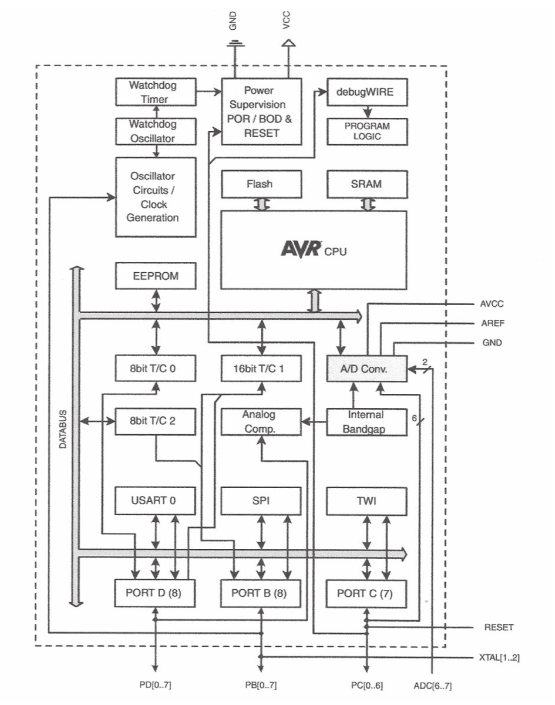 GND
VCC
Watchdog
Timer
Power
Supervision
POR / BOD &
RESET
debugWIRE
Watchdog
Oscillator
PROGRAM
LOGIC
Oscillator
Circuits /
Clock
Generation
Flash
SRAM
AVR CPU
EEPROM
AVCC
AREF
GND
8bit T/C 0
16bit T/C 1
A/D Conv.
2
8bit T/C 2
Analog
Comp.
Internal
Bandgap
6
DATABUS
USART 0
SPI
TWI
PORT D (8)
PORT B (8)
PORT C (7)
RESET
XTAL[1..2]
PD[0..7]
PB[0..7]
PC[0..6]
ADC[6..7]